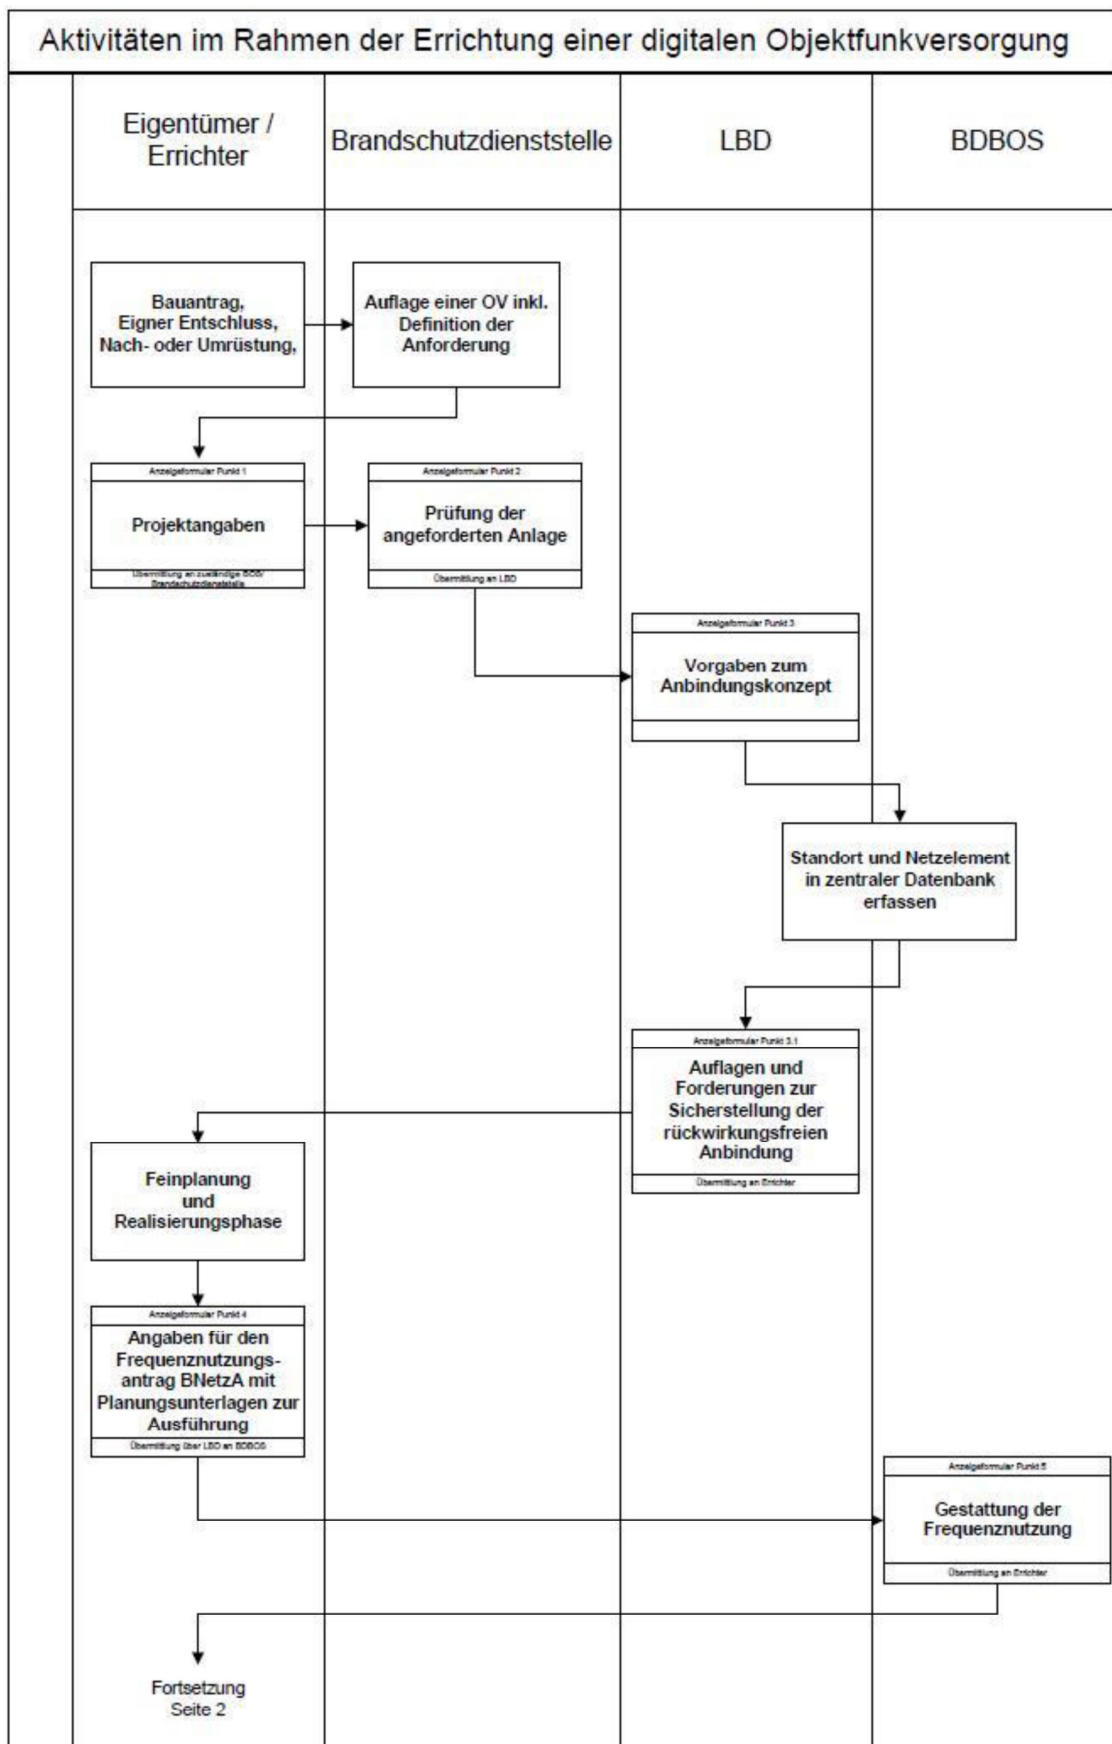 Aktivitäten im Rahmen der Errichtung einer digitalen Objektfunkversorgung
Eigentümer /
Errichter
Brandschutzdienststelle
LBD
BDBOS
Bauantrag,
Eigner Entschluss,
Nach- oder Umrüstung,
Auflage einer OV inkl.
Definition der
Anforderung
Anzeigeformular Punkt 1
Projektangaben
Übermittlung an zuständige BOS/
Brandschutzdienststelle
Anzeigeformular Punkt 2
Prüfung der
angeforderten Anlage
Übermittlung an LBD
Anzeigeformular Punkt 3
Vorgaben zum
Anbindungskonzept
Standort und Netzelement
in zentraler Datenbank
erfassen
Anzeigeformular Punkt 3.1
Auflagen und
Forderungen zur
Sicherstellung der
rückwirkungsfreien
Anbindung
Übermittlung an Errichter
Feinplanung
und
Realisierungsphase
Anzeigeformular Punkt 4
Angaben für den
Frequenznutzungs-
antrag BNetzA mit
Planungsunterlagen zur
Ausführung
Übermittlung über LBD an BDBOS
Anzeigeformular Punkt 5
Gestattung der
Frequenznutzung
Übermittlung an Errichter
Fortsetzung
Seite 2